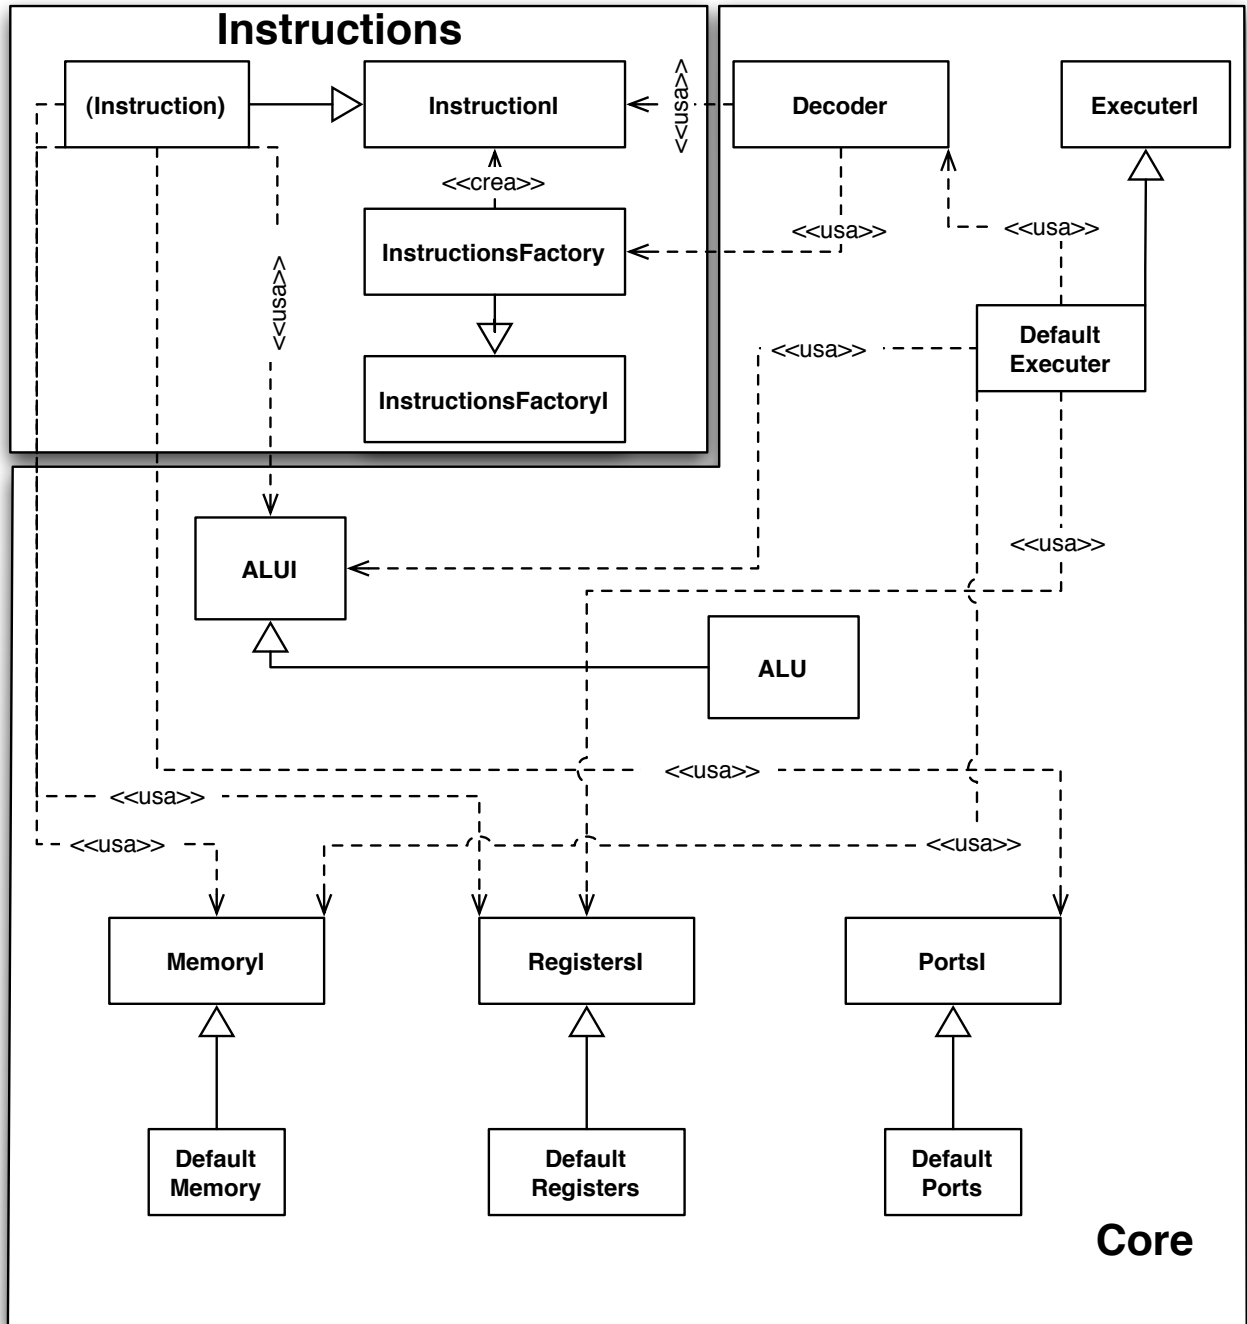 Instructions
(Instruction)
InstructionI
<<usa>>
Decoder
ExecuterI
<<crea>>
InstructionsFactory
<<usa>>
<<usa>>
<<usa>>
InstructionsFactoryI
<<usa>>
Default
Executer
ALUI
<<usa>>
ALU
<<usa>>
<<usa>>
<<usa>>
<<usa>>
MemoryI
RegistersI
PortsI
Default
Memory
Default
Registers
Default
Ports
Core